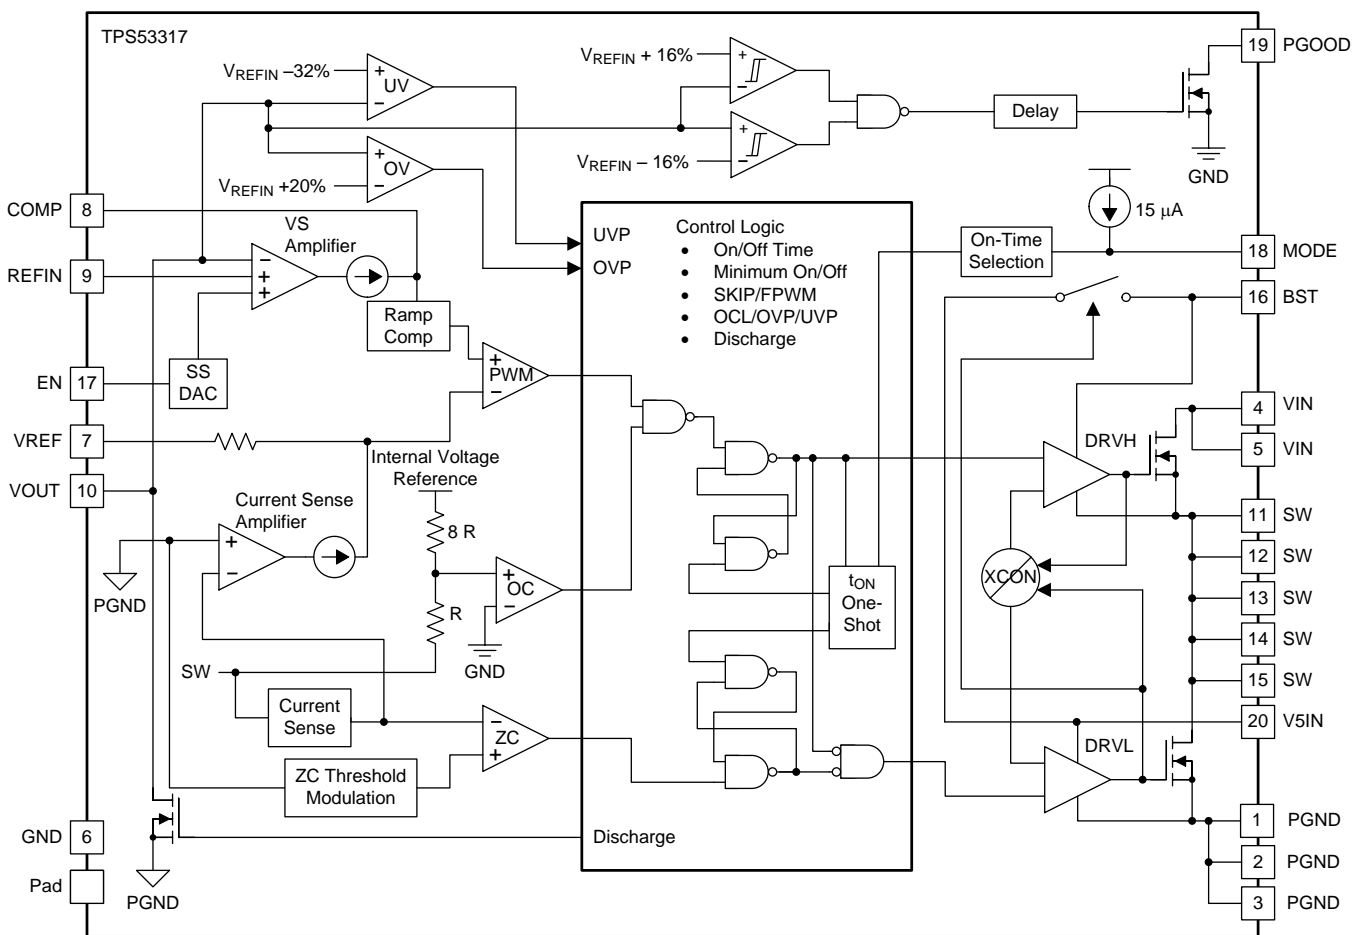 TPS53317
V_REFIN –32%
UV
V_REFIN + 16%
19 PGOOD
Delay
V_REFIN – 16%
OV
V_REFIN +20%
GND
COMP 8
VS
Amplifier
15 µA
UVP
OVP
Control Logic
• On/Off Time
• Minimum On/Off
• SKIP/FPWM
• OCL/OVP/UVP
• Discharge
On-Time
Selection
18 MODE
REFIN 9
16 BST
Ramp
Comp
EN 17
SS
DAC
PWM
4 VIN
VREF 7
DRVH
5 VIN
Internal Voltage
Reference
VOUT 10
Current Sense
Amplifier
8 R
11 SW
12 SW
XCON
13 SW
PGND
OC
R
t_ON
One-
Shot
14 SW
GND
SW
15 SW
Current
Sense
20 V5IN
ZC
DRVL
ZC Threshold
Modulation
GND 6
Discharge
1 PGND
Pad
2 PGND
PGND
3 PGND
+
−
+
−
+
−
+
−
−
+
+
+
−
+
−
+
−
−
+